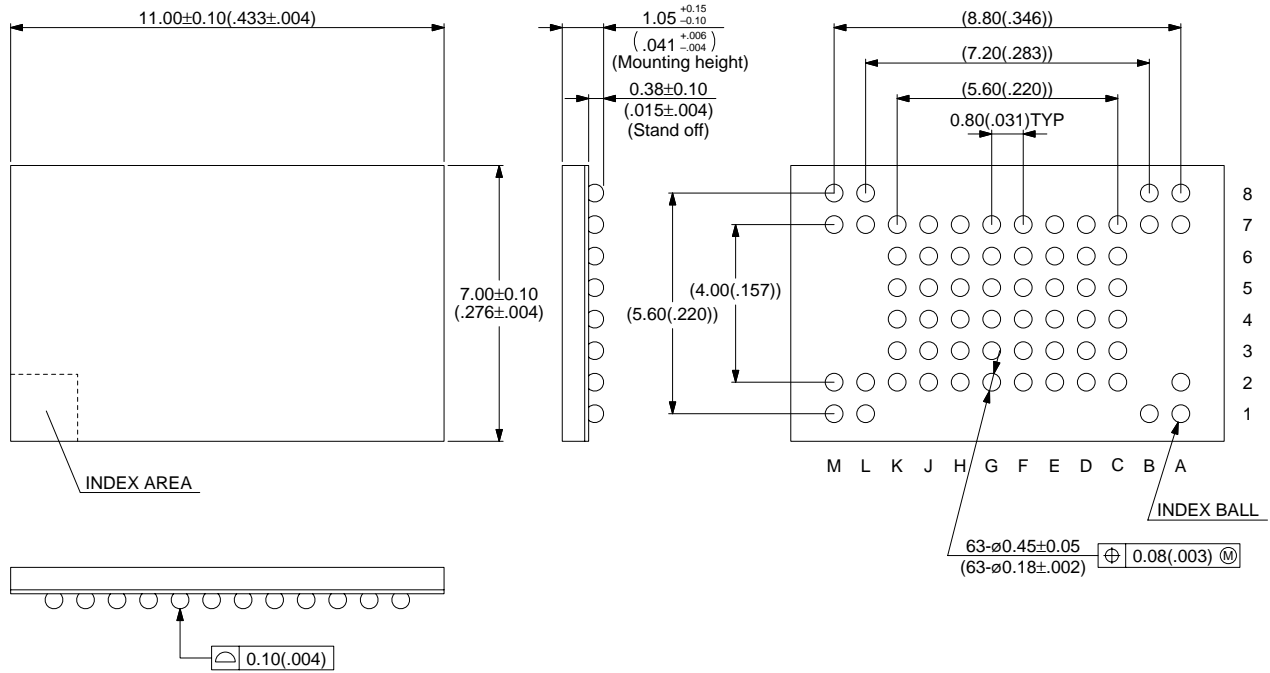 11.00±0.10(.433±.004)
1.05 +0.15 −0.10
(.041 +.006 −.004)
(Mounting height)
0.38±0.10
(.015±.004)
(Stand off)
(8.80(.346))
(7.20(.283))
(5.60(.220))
0.80(.031)TYP
7.00±0.10
(.276±.004)
INDEX AREA
(5.60(.220))
(4.00(.157))
8
7
6
5
4
3
2
1
M L K J H G F E D C B A
INDEX BALL
63-ø0.45±0.05
(63-ø0.18±.002)
⌖ 0.08(.003) Ⓜ
⌓ 0.10(.004)